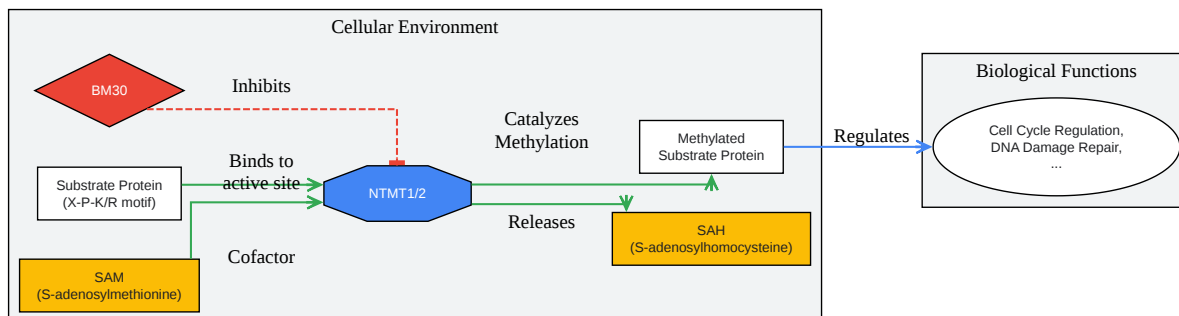 Cellular Environment
BM30
Inhibits
Catalyzes
Methylation
Binds to
active site
Substrate Protein
(X-P-K/R motif)
NTMT1/2
Methylated
Substrate Protein
Regulates
Biological Functions
Cell Cycle Regulation,
DNA Damage Repair,
...
Releases
SAH
(S-adenosylhomocysteine)
Cofactor
SAM
(S-adenosylmethionine)